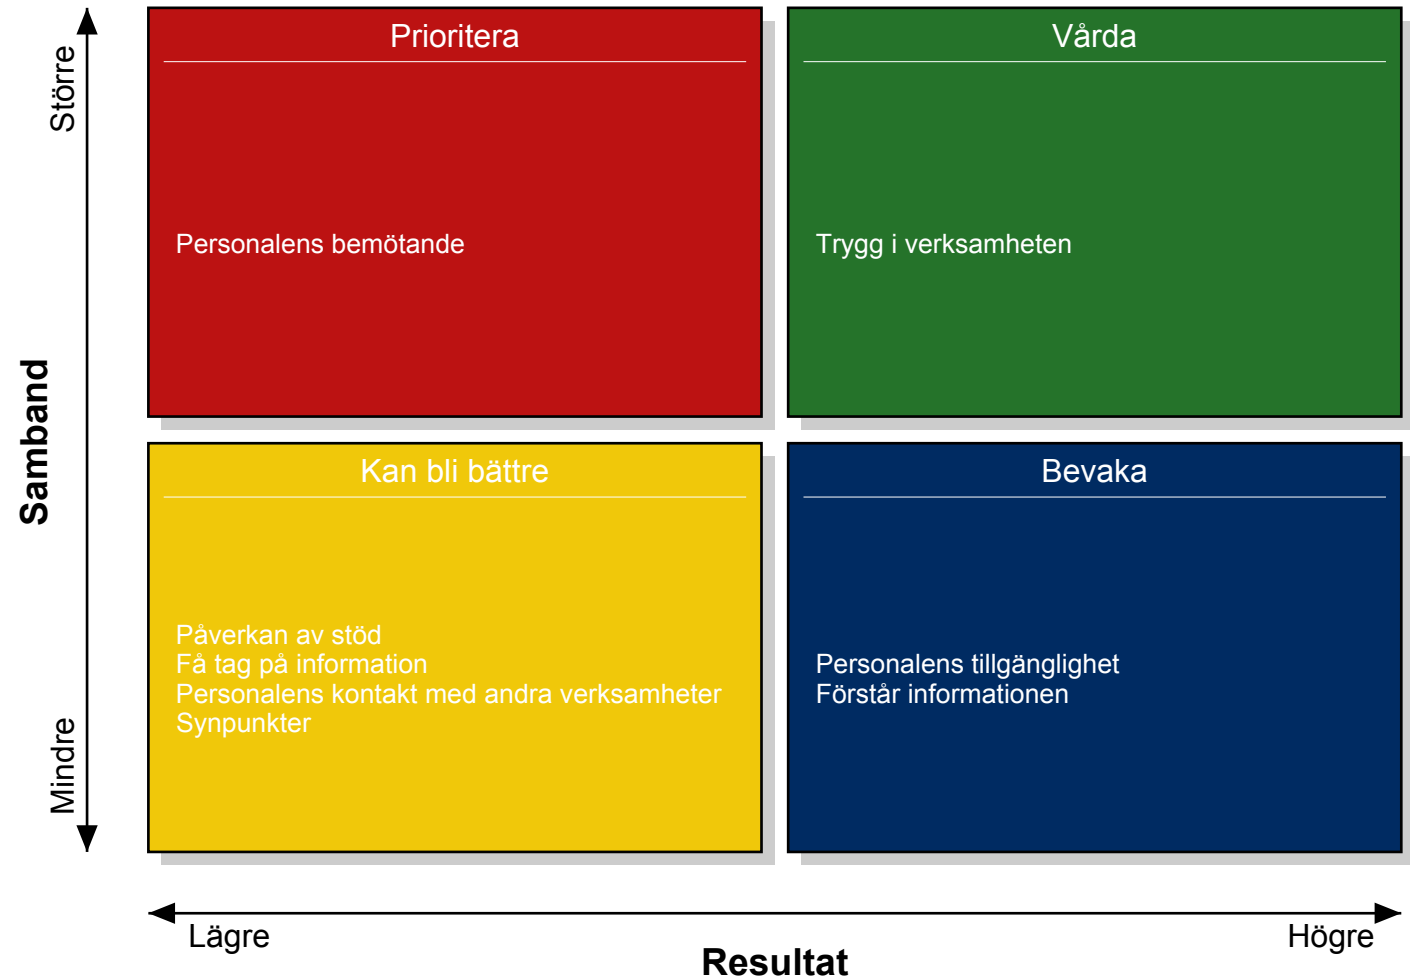 Större
Samband
Mindre
Prioritera
Personalens bemötande
Vårda
Trygg i verksamheten
Kan bli bättre
Påverkan av stöd
Få tag på information
Personalens kontakt med andra verksamheter
Synpunkter
Bevaka
Personalens tillgänglighet
Förstår informationen
Lägre
Högre
Resultat